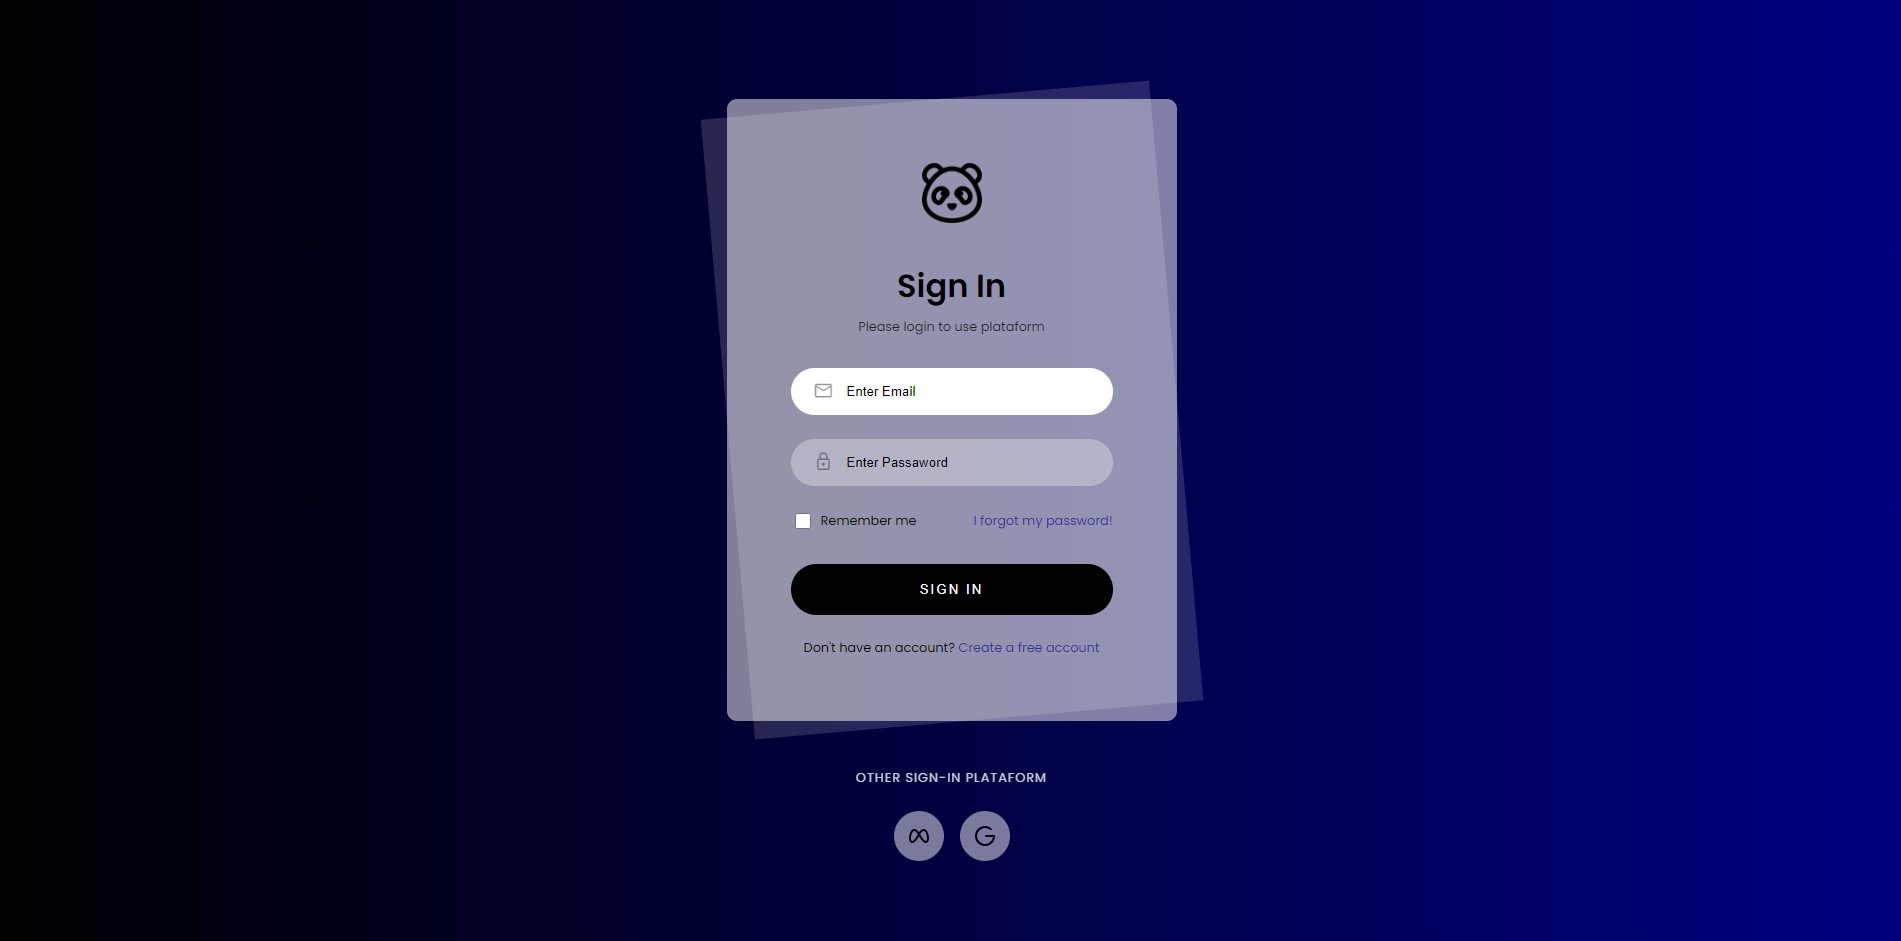 Sign In
Please login to use plataform
Enter Email
Enter Passaword
Remember me
I forgot my password!
SIGN IN
Don't have an account? Create a free account
OTHER SIGN-IN PLATAFORM